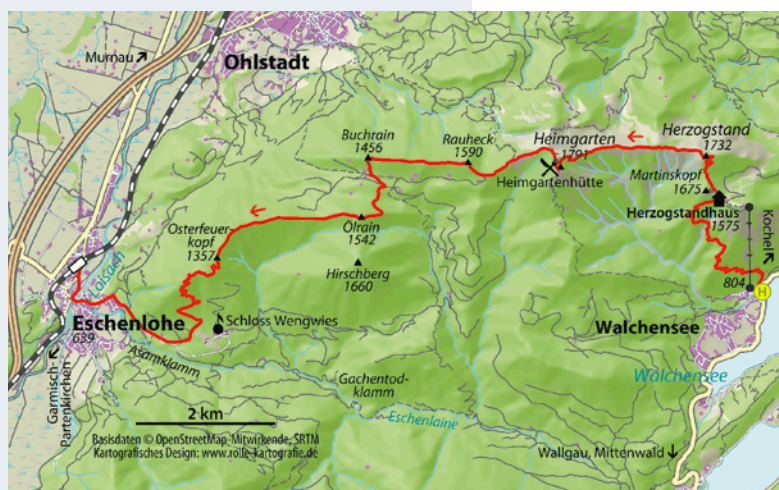 Murnau
Ohlstadt
Buchrain
1456
Rauheck
1590
Heimgarten
1791
Herzogstand
1732
Heimgartenhütte
Martinskopf
1675
Herzogstandhaus
1575
Kochel
Osterfeuer-
kopf
1357
Ölrain
1542
Hirschberg
1660
804
H
Loisach
Eschenlohe
639
Schloss Wengwies
Walchensee
Garmisch-
Partenkirchen
Asamklamm
Gachentod-
klamm
Walchensee
2 km
Eschenlaine
Basisdaten © OpenStreetMap-Mitwirkende, SRTM
Kartografisches Design: www.rolle-kartografie.de
Wallgau, Mittenwald